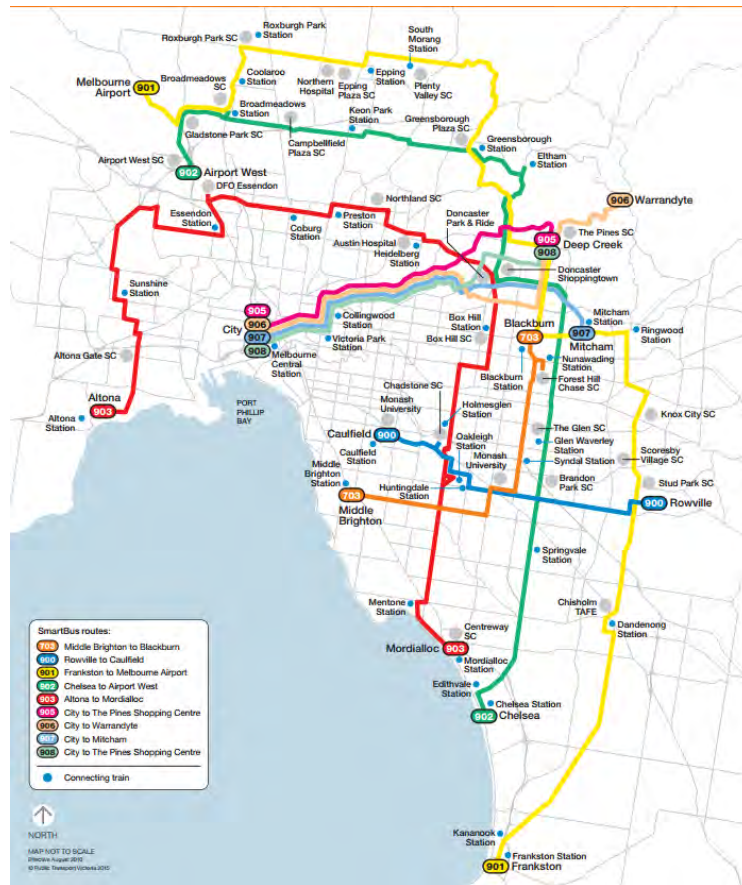 Roxburgh Park SC
Roxburgh Park
Station
South
Morang
Station
Melbourne
Airport
901
Broadmeadows
SC
Coolaroo
Station
Northern
Hospital
Epping
Plaza SC
Epping
Station
Plenty
Valley SC
Broadmeadows
Station
Keon Park
Station
Greensborough
Plaza SC
Gladstone Park SC
Campbellfield
Plaza SC
Greensborough
Station
Eltham
Station
Airport West SC
902
Airport West
DFO Essendon
Northland SC
906
Warrandyte
Essendon
Station
Coburg
Station
Preston
Station
Doncaster
Park & Ride
The Pines SC
905
Deep Creek
908
Austin Hospital
Heidelberg
Station
Doncaster
Shoppingtown
Sunshine
Station
905
City
906
907
908
Collingwood
Station
Victoria Park
Station
Melbourne
Central
Station
Box Hill
Station
Box Hill SC
Blackburn
703
Mitcham
Station
907
Mitcham
Ringwood
Station
Altona Gate SC
Nunawading
Station
Blackburn
Station
Forest Hill
Chase SC
Altona
903
Altona
Station
PORT
PHILLIP
BAY
Chadstone SC
Monash
University
Holmesglen
Station
Knox City SC
Caulfield
900
Caulfield
Station
Oakleigh
Station
The Glen SC
Glen Waverley
Station
Scoresby
Village SC
Monash
University
Syndal Station
Middle
Brighton
Station
Huntingdale
Station
Brandon
Park SC
Stud Park SC
703
Middle
Brighton
900
Rowville
Springvale
Station
Mentone
Station
Chisholm
TAFE
Dandenong
Station
Centreway
SC
Mordialloc
903
Mordialloc
Station
Edithvale
Station
Chelsea Station
902
Chelsea
SmartBus routes:
703 Middle Brighton to Blackburn
900 Rowville to Caulfield
901 Frankston to Melbourne Airport
902 Chelsea to Airport West
903 Altona to Mordialloc
905 City to The Pines Shopping Centre
906 City to Warrandyte
907 City to Mitcham
908 City to The Pines Shopping Centre
Connecting train
NORTH
MAP NOT TO SCALE
Kananook
Station
Frankston Station
901
Frankston